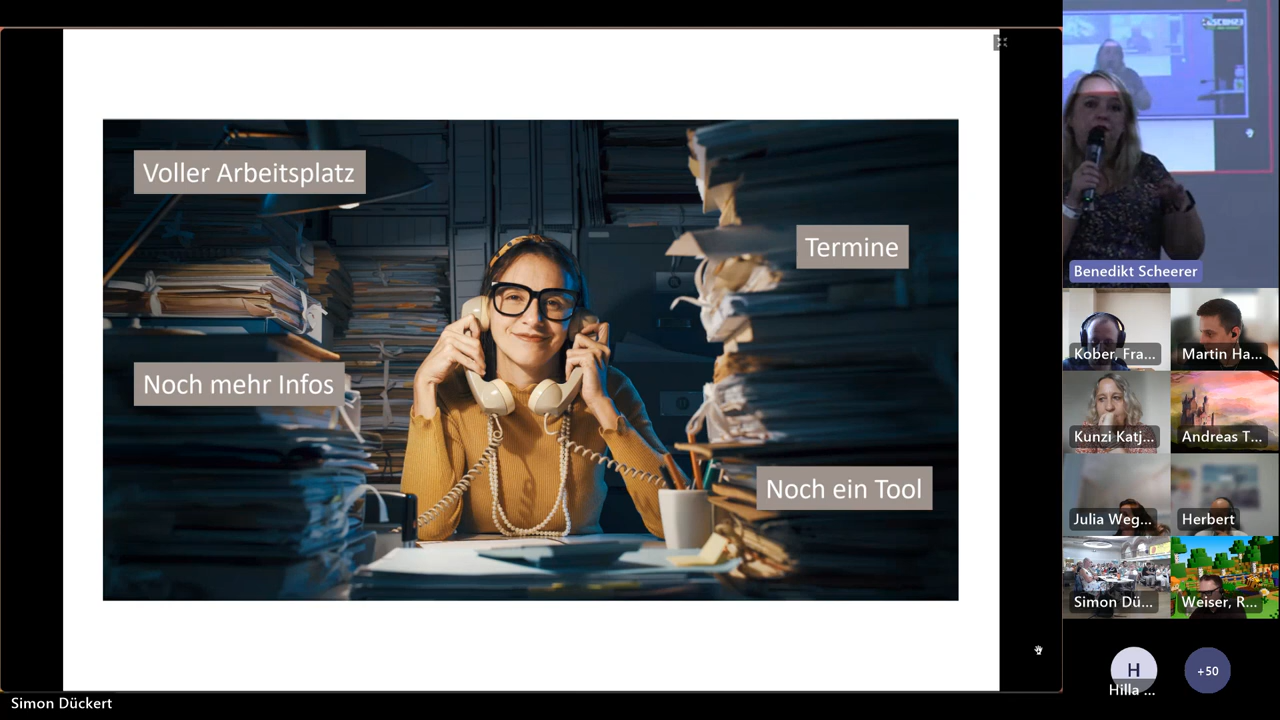 Voller Arbeitsplatz
Termine
Noch mehr Infos
Noch ein Tool
Simon Dückert
Benedikt Scheerer
Kober, Fra...
Martin Ha...
Kunzi Katj...
Andreas T...
Julia Weg...
Herbert
Simon Dü...
Weiser, R...
H
Hilla ...
+50